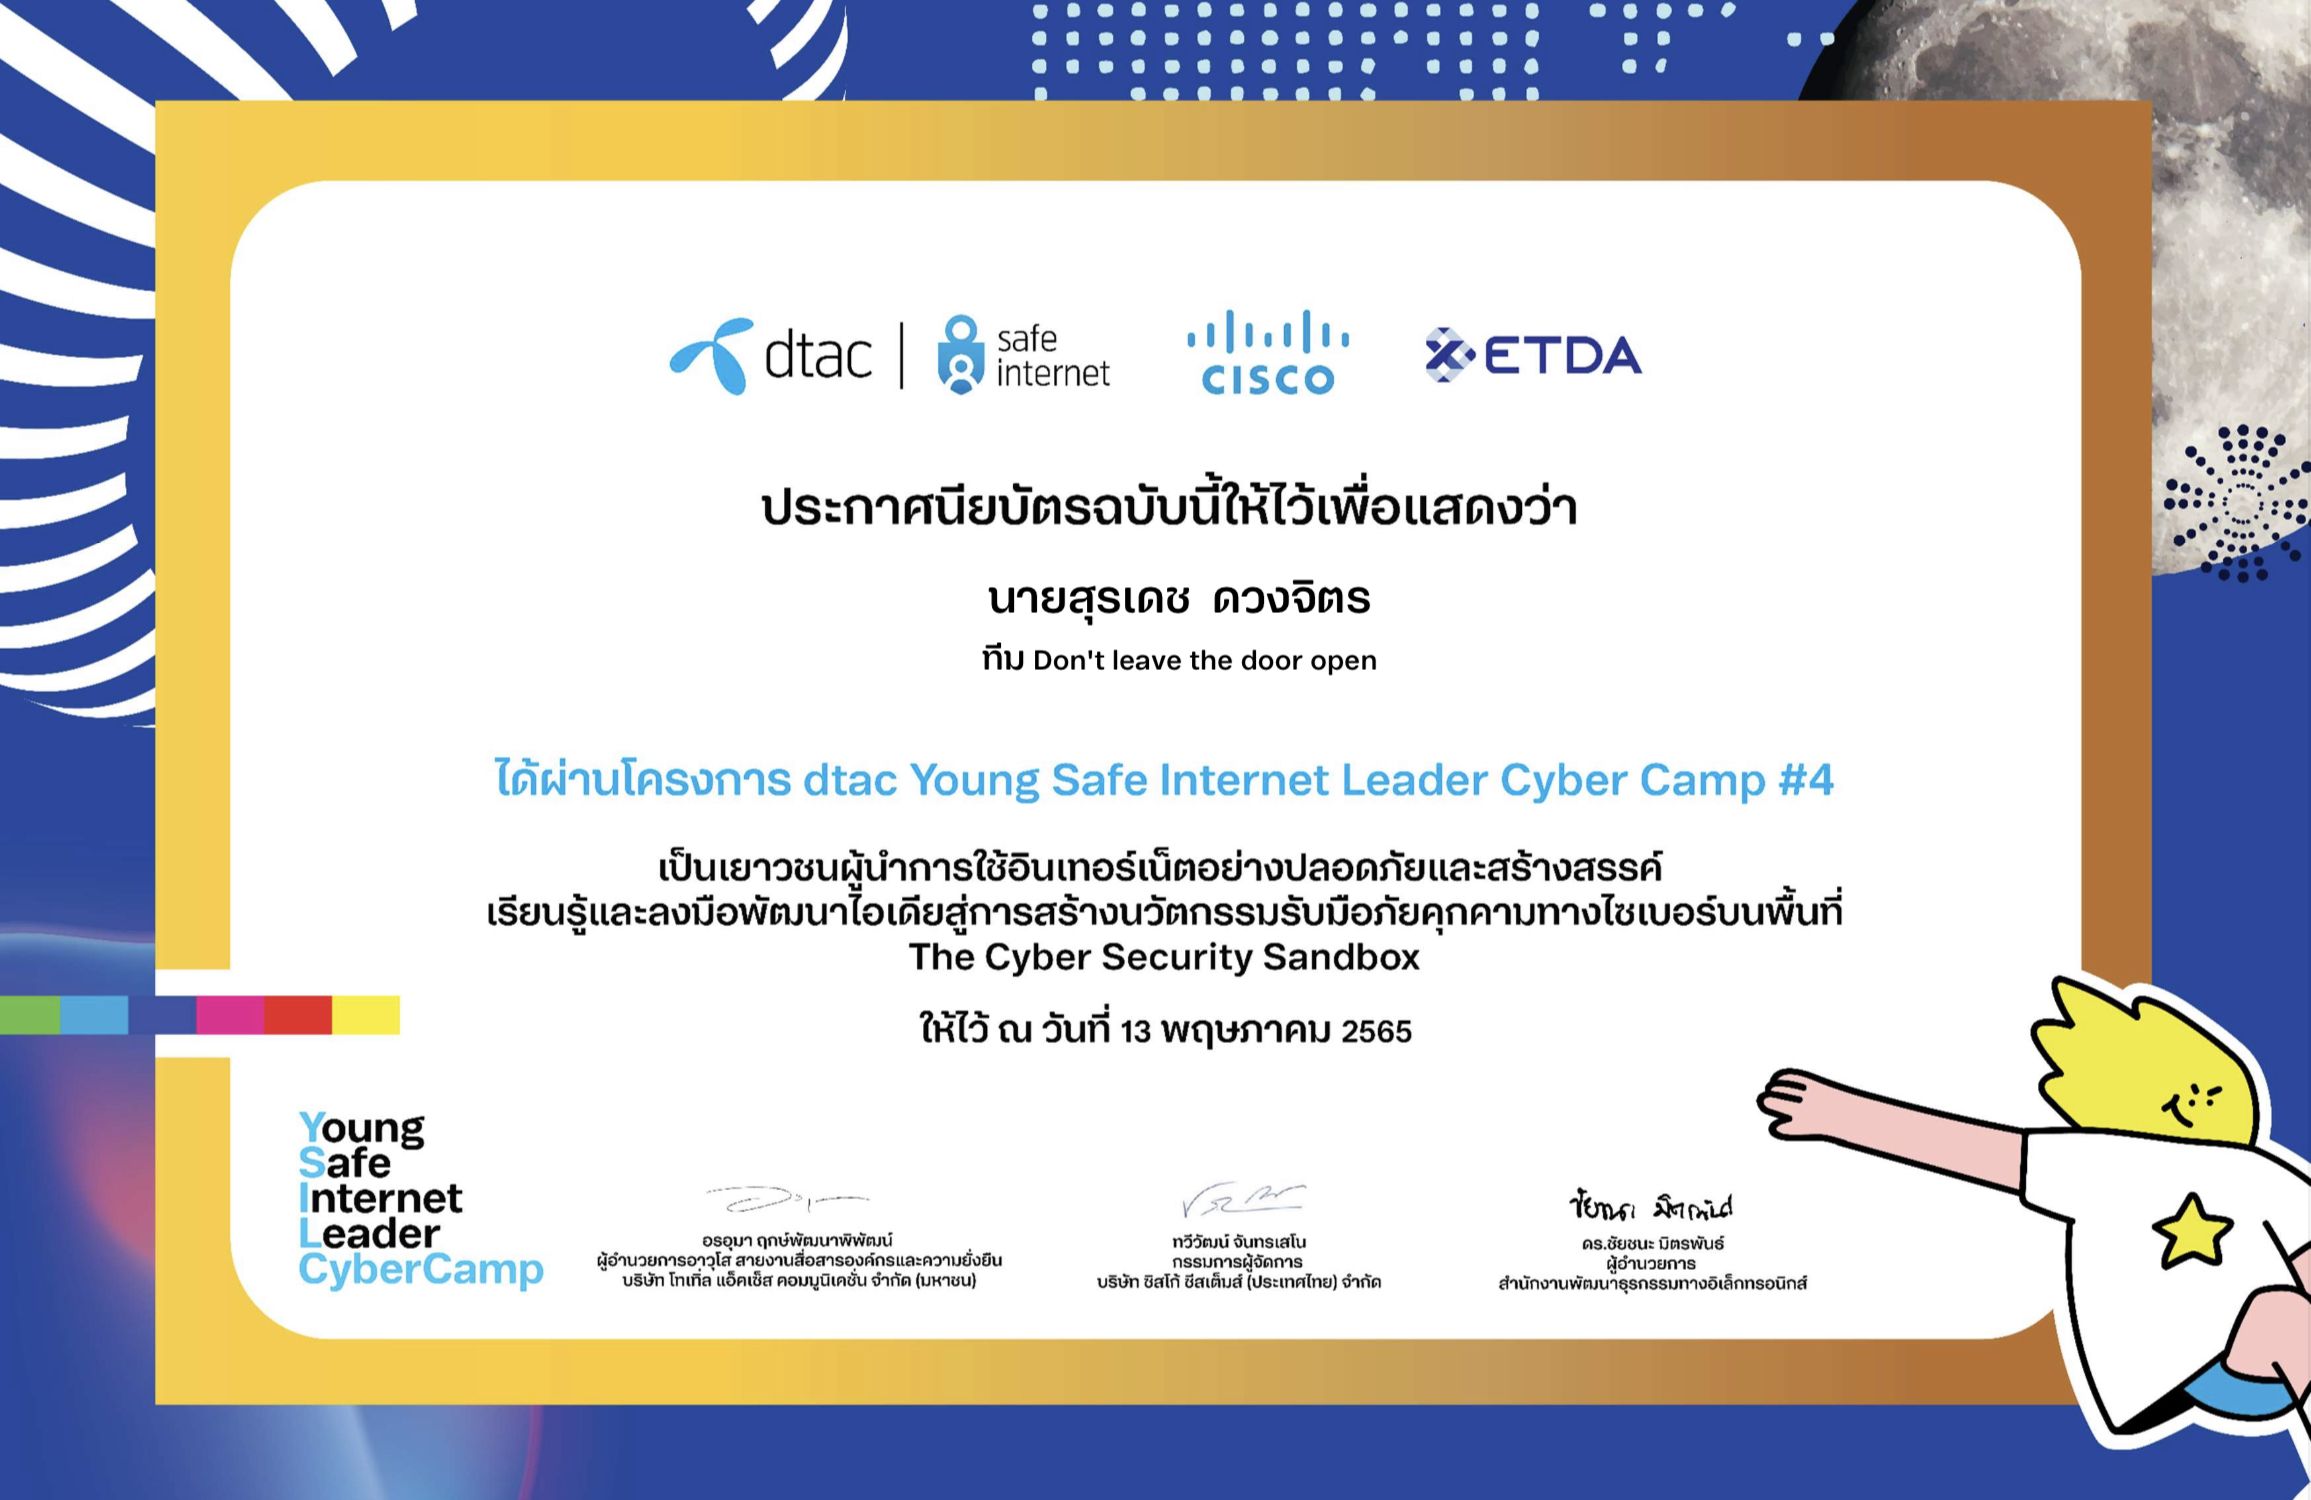 dtac
safe
internet
CISCO
ETDA
ประกาศนียบัตรฉบับนี้ให้ไว้เพื่อแสดงว่า
นายสุรเดช ดวงจิตร
ทีม Don't leave the door open
ได้ผ่านโครงการ dtac Young Safe Internet Leader Cyber Camp #4
เป็นเยาวชนผู้นำการใช้อินเทอร์เน็ตอย่างปลอดภัยและสร้างสรรค์
เรียนรู้และลงมือพัฒนาไอเดียสู่การสร้างนวัตกรรมรับมือภัยคุกคามทางไซเบอร์บนพื้นที่
The Cyber Security Sandbox
ให้ไว้ ณ วันที่ 13 พฤษภาคม 2565
Young
Safe
Internet
Leader
CyberCamp
อรอุมา ฤกษ์พัฒนาพิพัฒน์
ผู้อำนวยการอาวุโส สายงานสื่อสารองค์กรและความยั่งยืน
บริษัท โทเทิ่ล แอ็คเซ็ส คอมมูนิเคชั่น จำกัด (มหาชน)
ทวีวัฒน์ จันทรเสโน
กรรมการผู้จัดการ
บริษัท ซิสโก้ ซีสเต็มส์ (ประเทศไทย) จำกัด
ดร.ชัยชนะ มิตรพันธ์
ผู้อำนวยการ
สำนักงานพัฒนาธุรกรรมทางอิเล็กทรอนิกส์